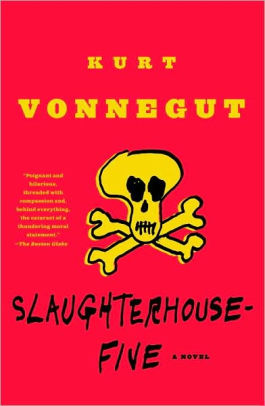 KURT
VONNEGUT
"Poignant and
hilarious,
threaded with
compassion and,
behind everything,
the cataract of a
thundering moral
statement."
—The Boston Globe
SLAUGHTERHOUSE-
FIVE
A NOVEL